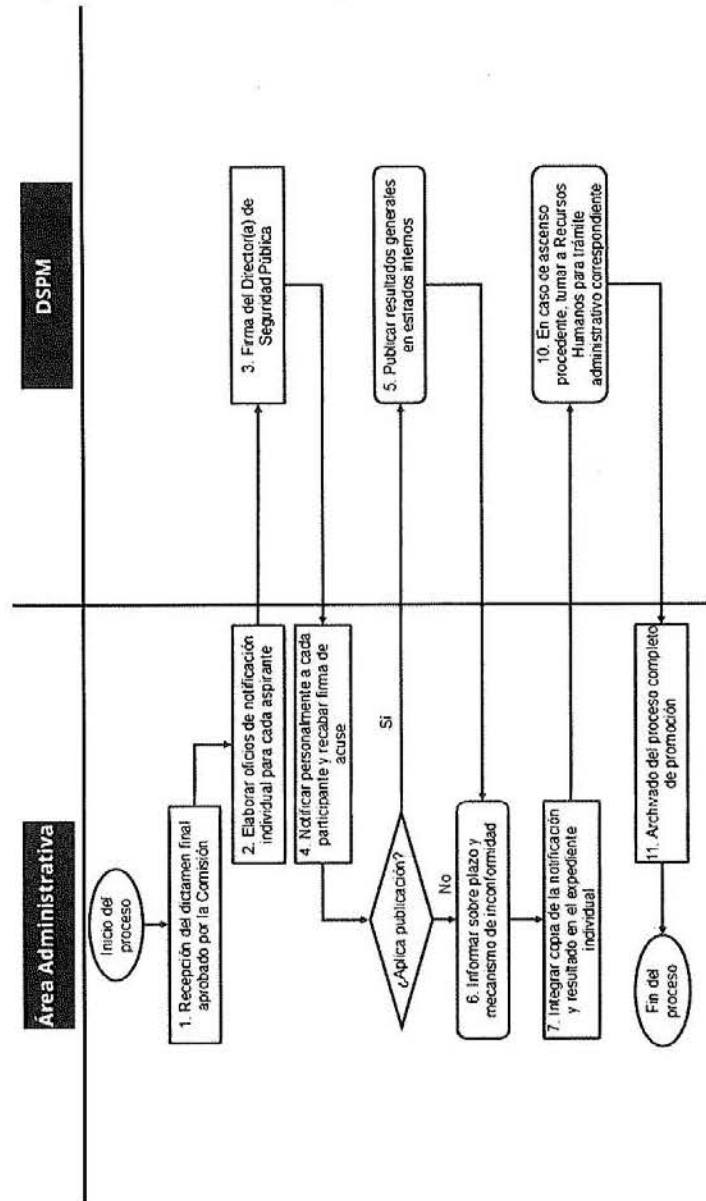 Área Administrativa
DSPM
Inicio del
proceso
1. Recepción del dictamen final
aprobado por la Comisión
2. Elaborar oficios de notificación
individual para cada aspirante
3. Firma del Director(a) de
Seguridad Pública
4. Notificar personalmente a cada
participante y recabar firma de
acuse
¿Aplica publicación?
Sí
5. Publicar resultados generales
en estrados internos
No
6. Informar sobre plazo y
mecanismo de inconformidad
7. Integrar copia de la notificación
y resultado en el expediente
individual
10. En caso de ascenso
procedente, turnar a Recursos
Humanos para trámite
administrativo correspondiente
11. Archivado del proceso completo
de promoción
Fin del
proceso